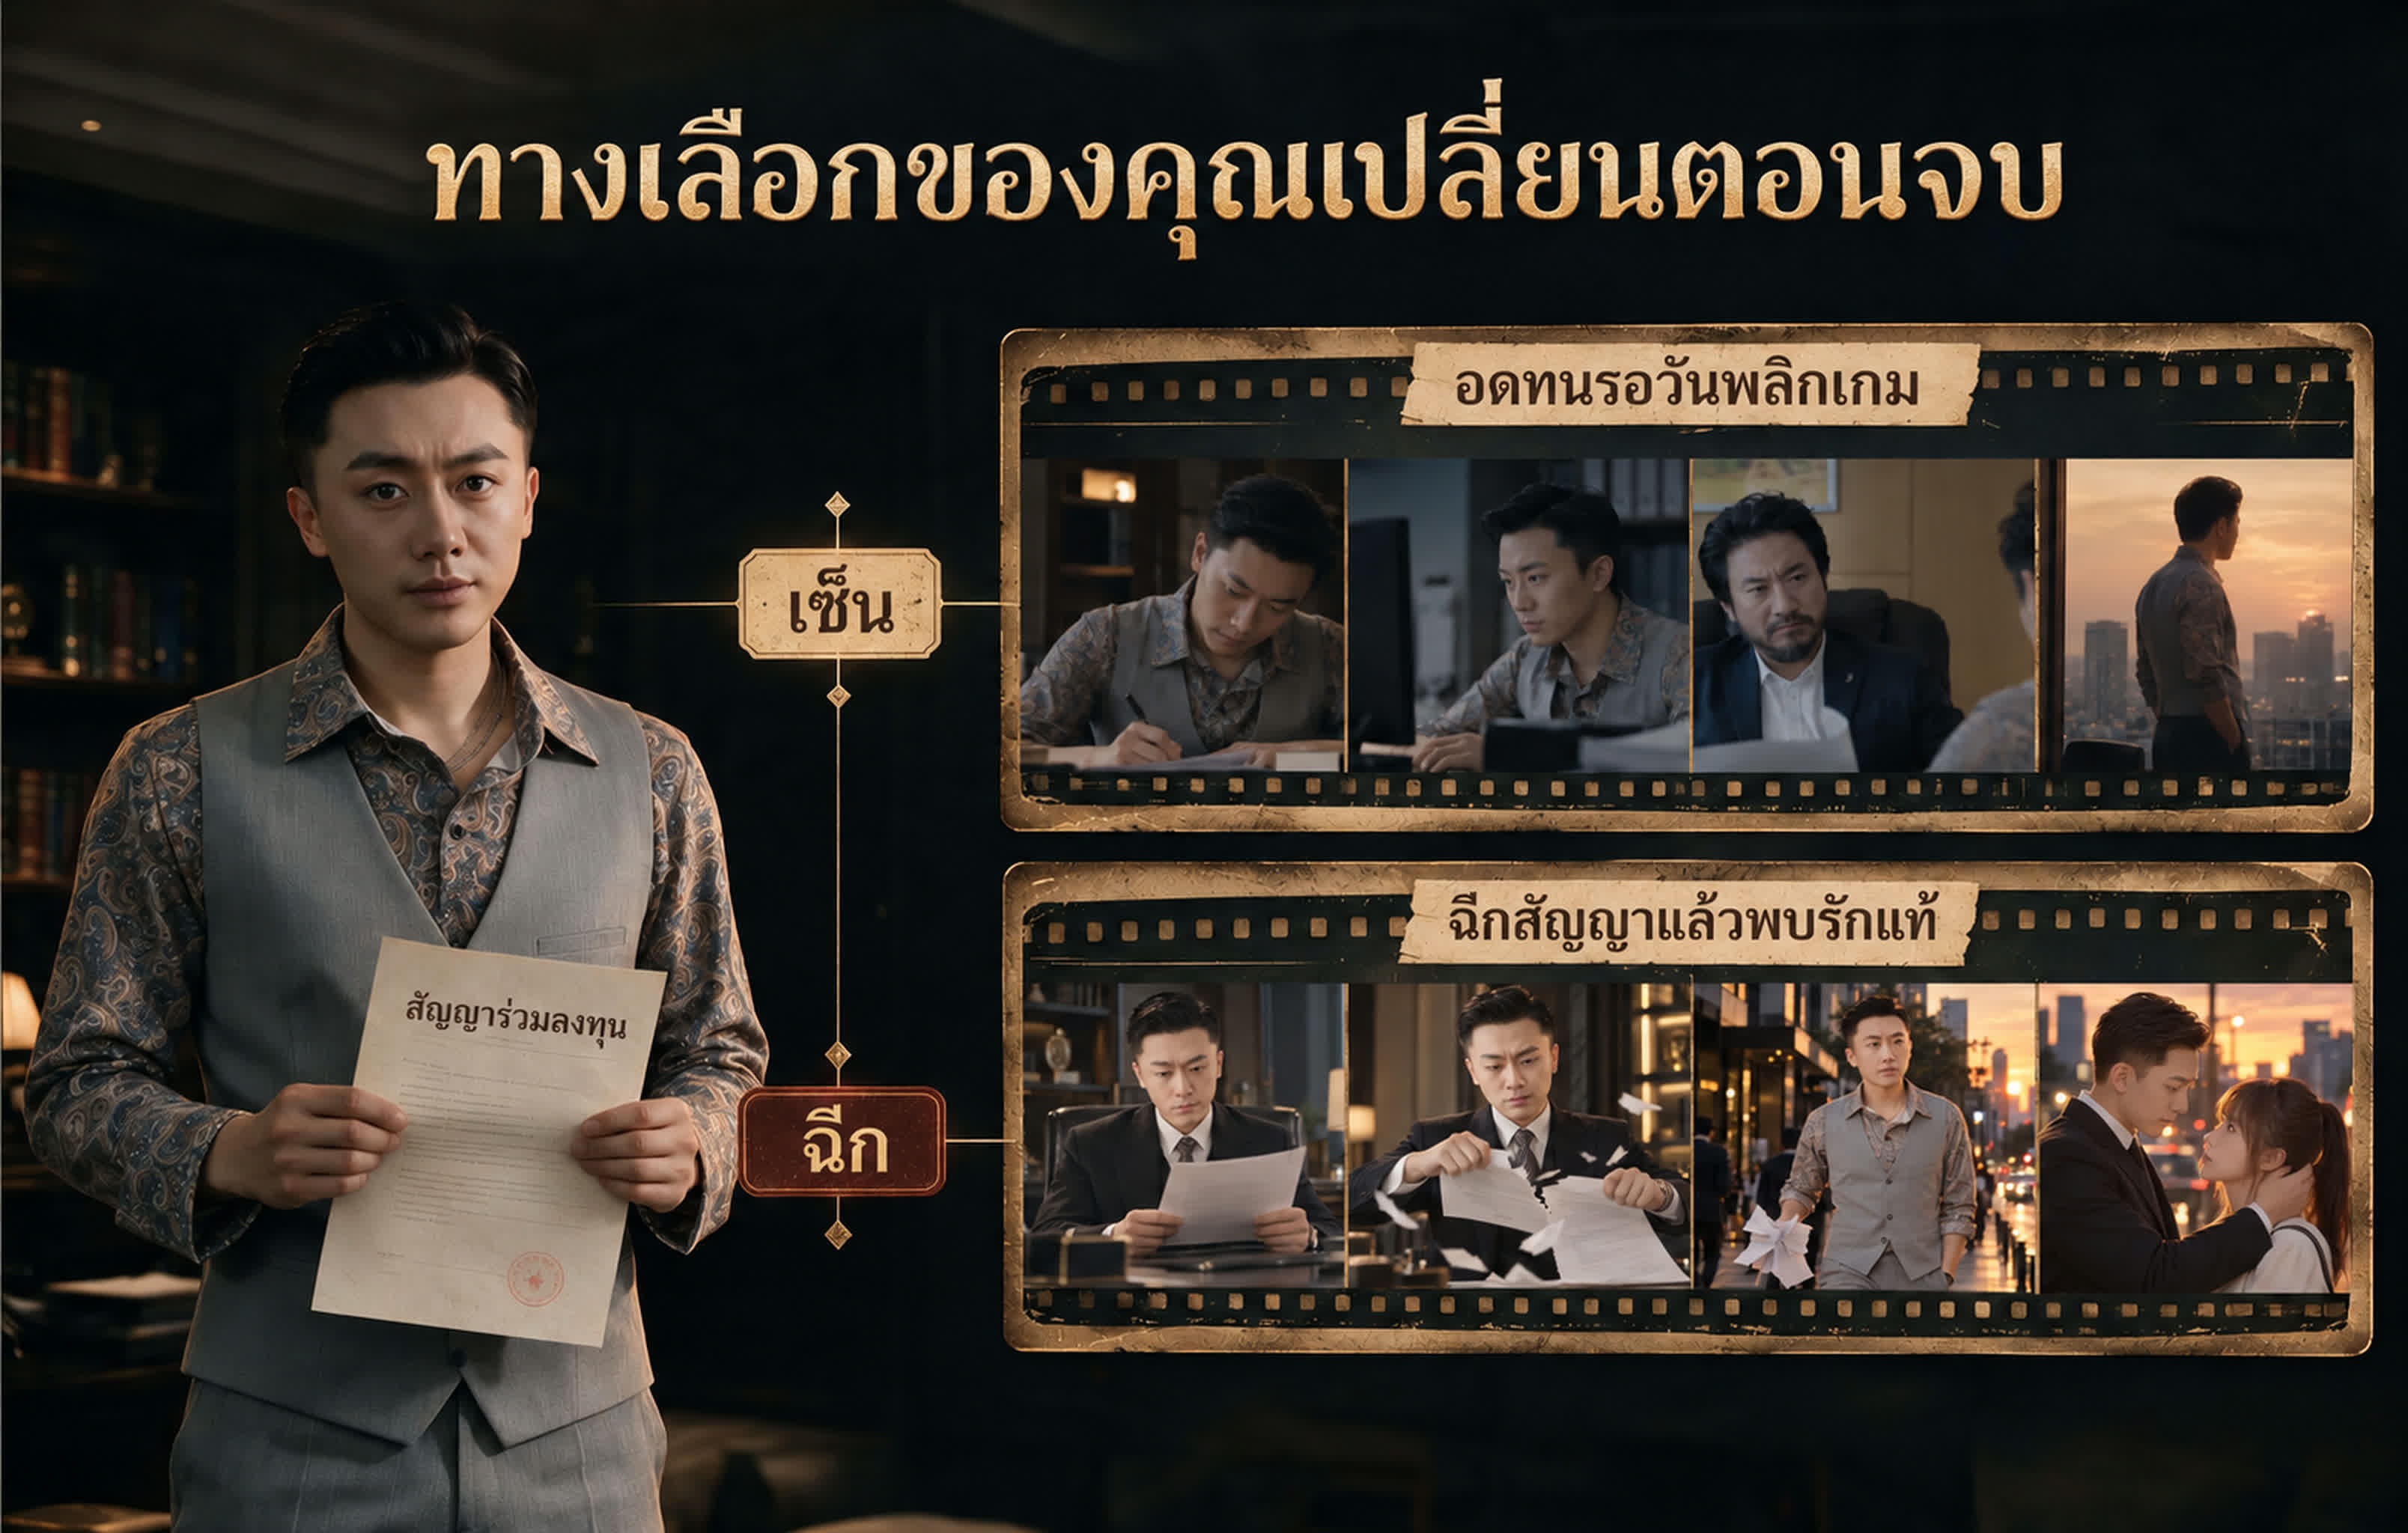 ทางเลือกของคุณเปลี่ยนตอนจบ
อดทนรอวันพลิกเกม
เซ็น
ฉีกสัญญาแล้วพบรักแท้
สัญญาร่วมลงทุน
ฉีก